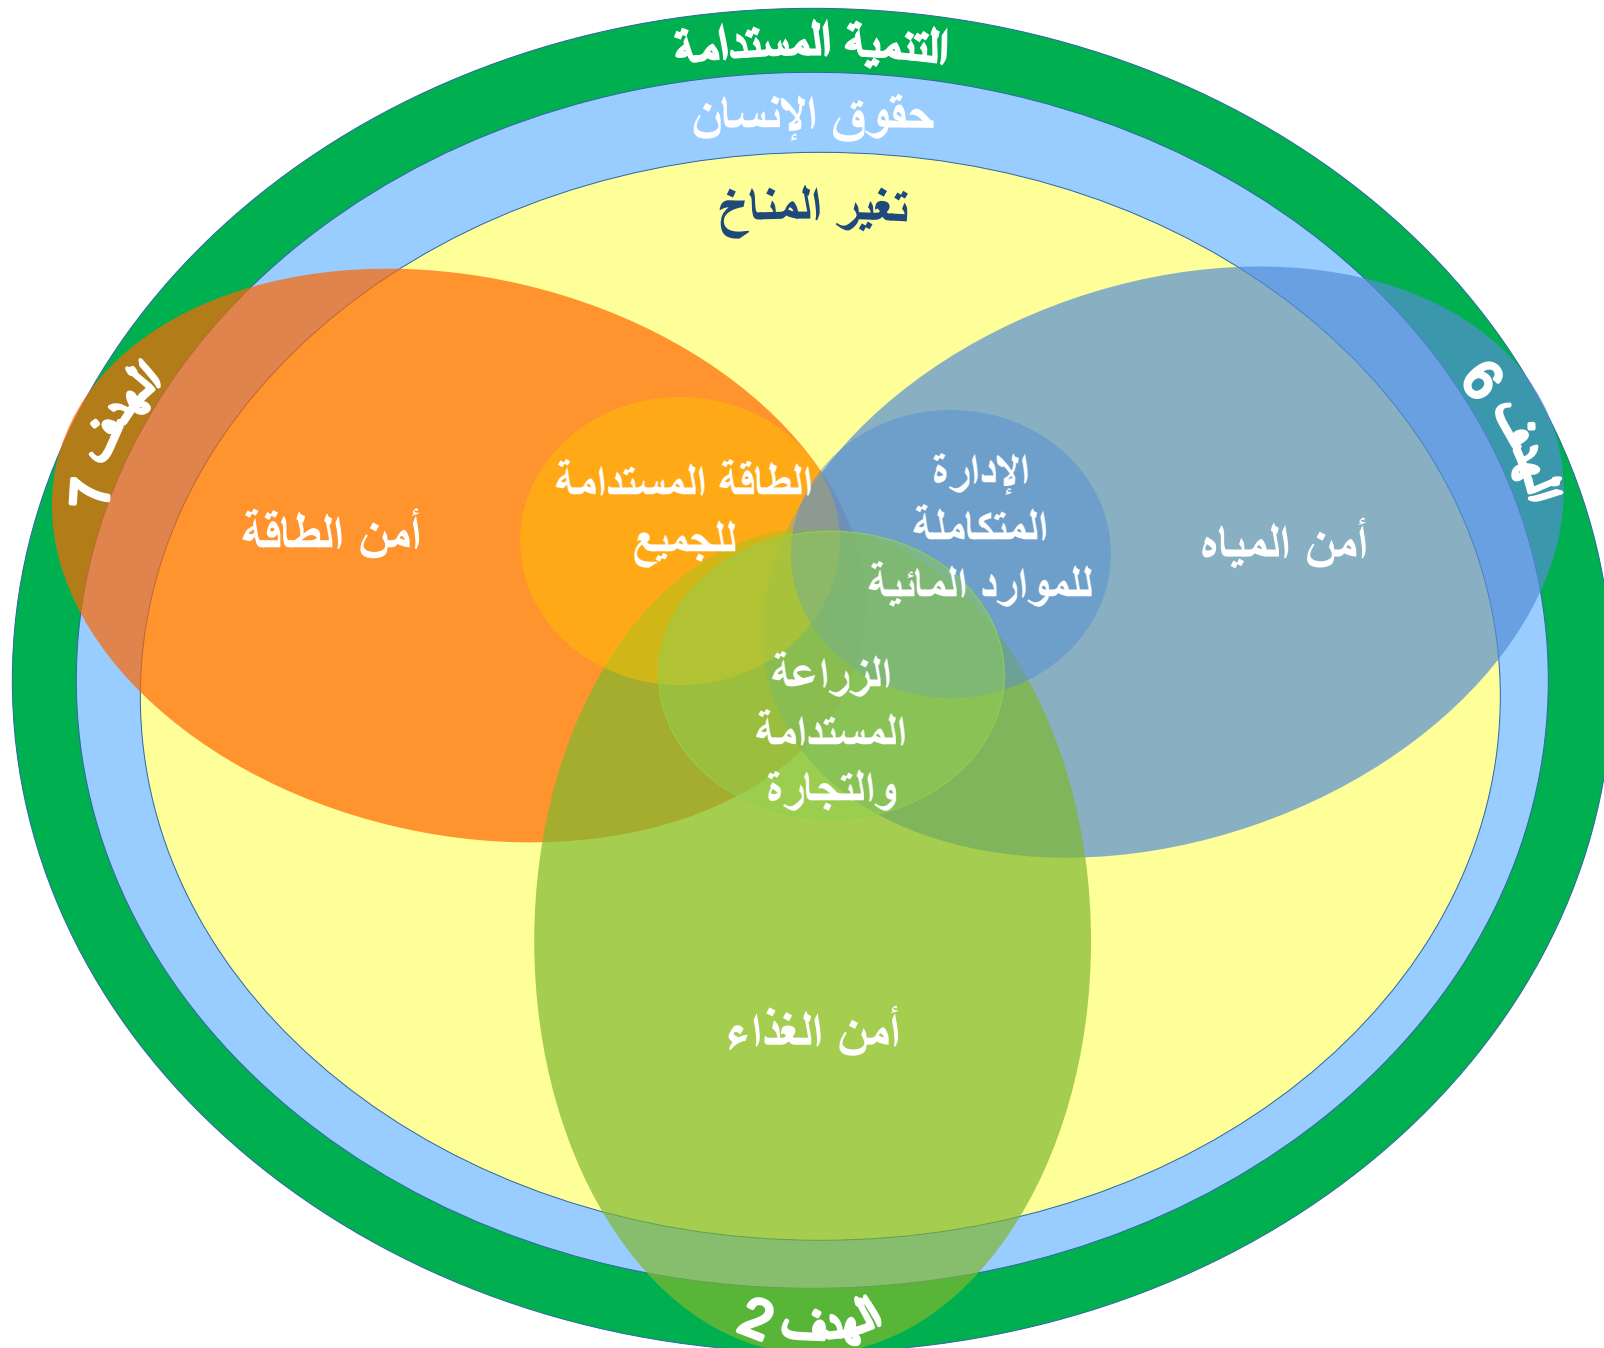 التنمية المستدامة
حقوق الإنسان
تغير المناخ
الهدف 6
الهدف 7
الإدارة
المتكاملة
للموارد المائية
الطاقة المستدامة
للجميع
أمن المياه
أمن الطاقة
الزراعة
المستدامة
والتجارة
أمن الغذاء
الهدف 2